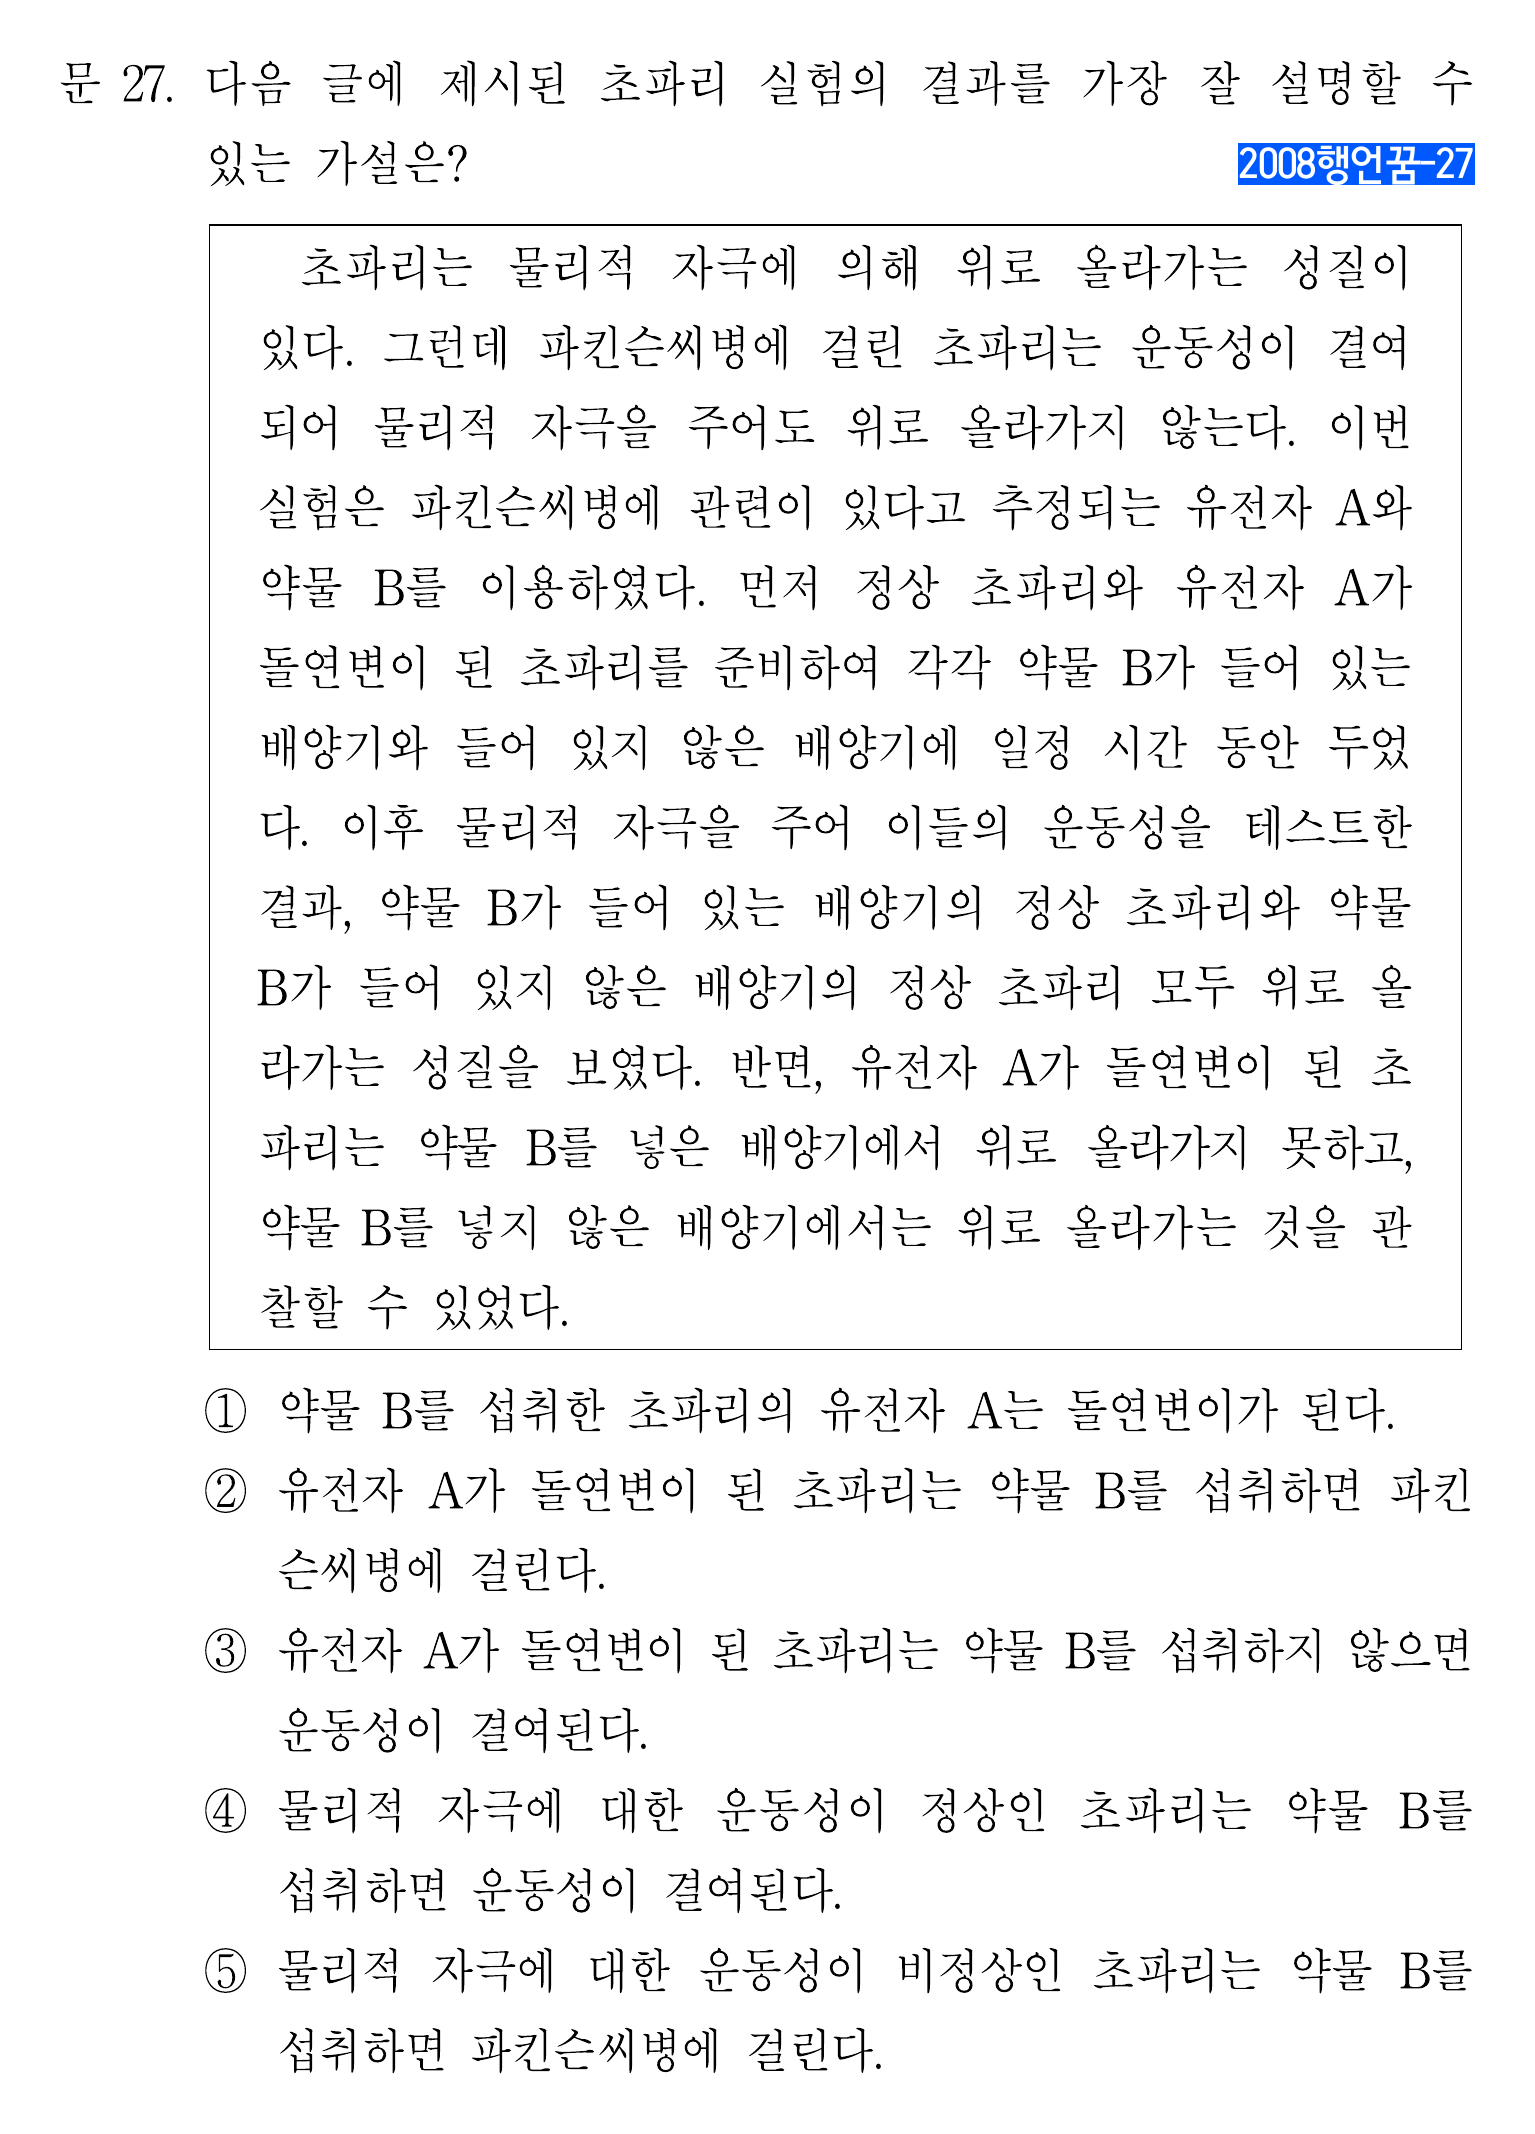 문 27. 다음 글에 제시된 초파리 실험의 결과를 가장 잘 설명할 수
있는 가설은?
2008행언꿈-27
초파리는 물리적 자극에 의해 위로 올라가는 성질이
있다. 그런데 파킨슨씨병에 걸린 초파리는 운동성이 결여
되어 물리적 자극을 주어도 위로 올라가지 않는다. 이번
실험은 파킨슨씨병에 관련이 있다고 추정되는 유전자 A와
약물 B를 이용하였다. 먼저 정상 초파리와 유전자 A가
돌연변이 된 초파리를 준비하여 각각 약물 B가 들어 있는
배양기와 들어 있지 않은 배양기에 일정 시간 동안 두었
다. 이후 물리적 자극을 주어 이들의 운동성을 테스트한
결과, 약물 B가 들어 있는 배양기의 정상 초파리와 약물
B가 들어 있지 않은 배양기의 정상 초파리 모두 위로 올
라가는 성질을 보였다. 반면, 유전자 A가 돌연변이 된 초
파리는 약물 B를 넣은 배양기에서 위로 올라가지 못하고,
약물 B를 넣지 않은 배양기에서는 위로 올라가는 것을 관
찰할 수 있었다.
① 약물 B를 섭취한 초파리의 유전자 A는 돌연변이가 된다.
② 유전자 A가 돌연변이 된 초파리는 약물 B를 섭취하면 파킨
슨씨병에 걸린다.
③ 유전자 A가 돌연변이 된 초파리는 약물 B를 섭취하지 않으면
운동성이 결여된다.
④ 물리적 자극에 대한 운동성이 정상인 초파리는 약물 B를
섭취하면 운동성이 결여된다.
⑤ 물리적 자극에 대한 운동성이 비정상인 초파리는 약물 B를
섭취하면 파킨슨씨병에 걸린다.